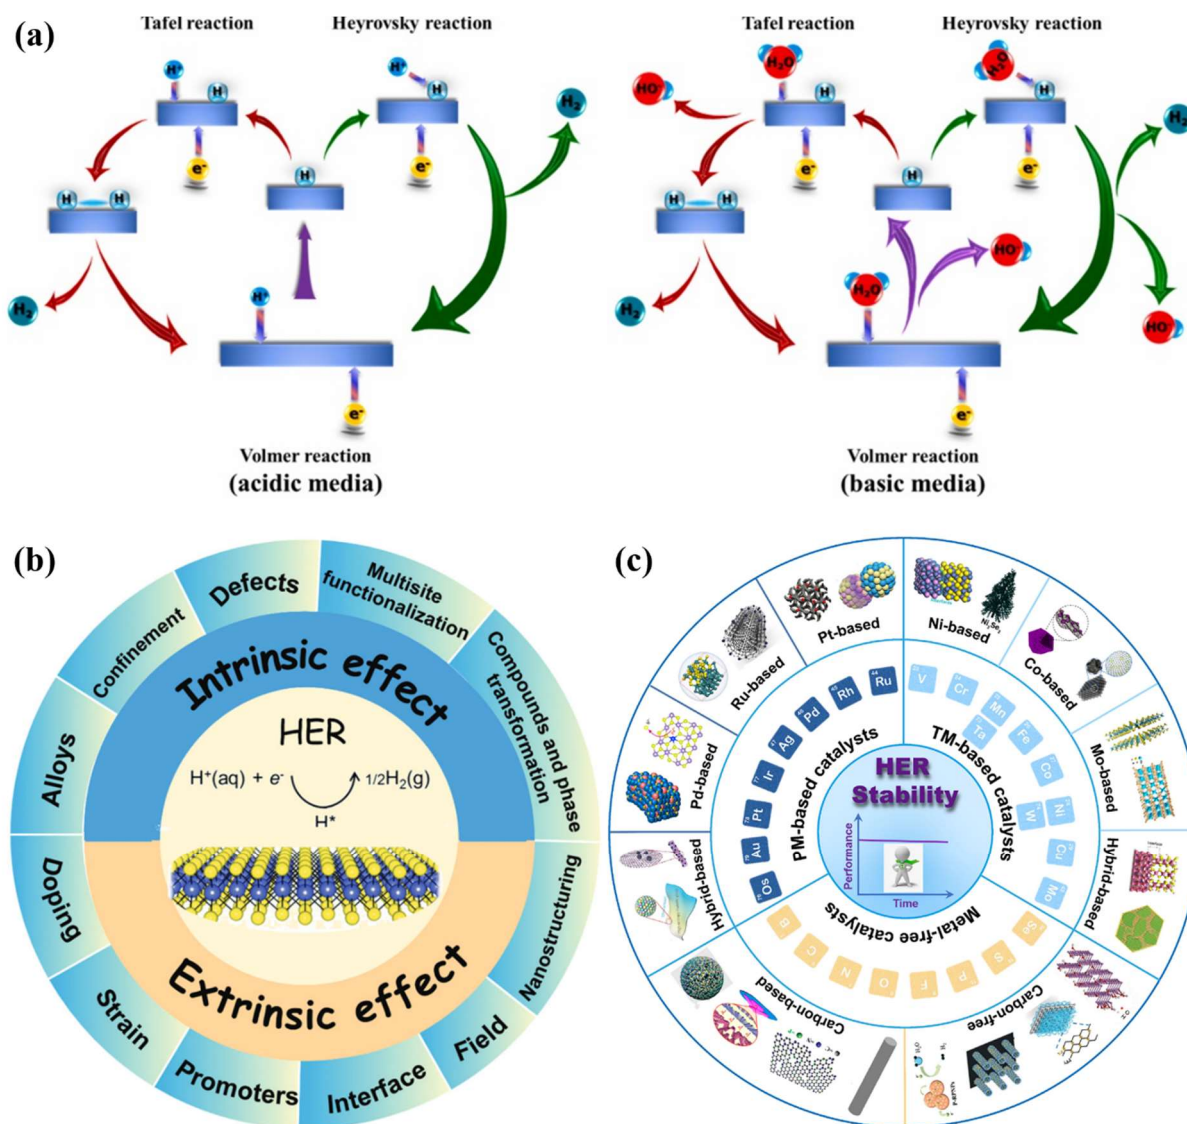 (a)
Tafel reaction
Heyrovsky reaction
H⁺
H
H⁺
H
H₂
e⁻
e⁻
H
H
H
H₂
H⁺
e⁻
Volmer reaction
(acidic media)
Tafel reaction
Heyrovsky reaction
HO⁻
H₂O
H
H₂O
H
H₂
e⁻
e⁻
H
H
H
HO⁻
H₂O
H₂
HO⁻
e⁻
Volmer reaction
(basic media)
(b)
Defects
Multisite
functionalization
Confinement
Compounds and phase
transformation
Alloys
Doping
Nanostructuring
Strain
Field
Promoters
Interface
Intrinsic effect
HER
H⁺(aq) + e⁻
1/2H₂(g)
H*
Extrinsic effect
(c)
Pt-based
Ni-based
Ru-based
Co-based
Pd-based
Mo-based
Hybrid-based
Hybrid-based
Carbon-based
Carbon-free
PM-based catalysts
TM-based catalysts
Metal-free catalysts
Os
Au
Pt
Ir
Ag
Pd
Rh
Ru
V
Cr
Mn
Ta
Fe
Co
Ni
W
Cu
Mo
B
C
N
O
F
P
S
Se
HER
Stability
Performance
Time
H₂O
H₂